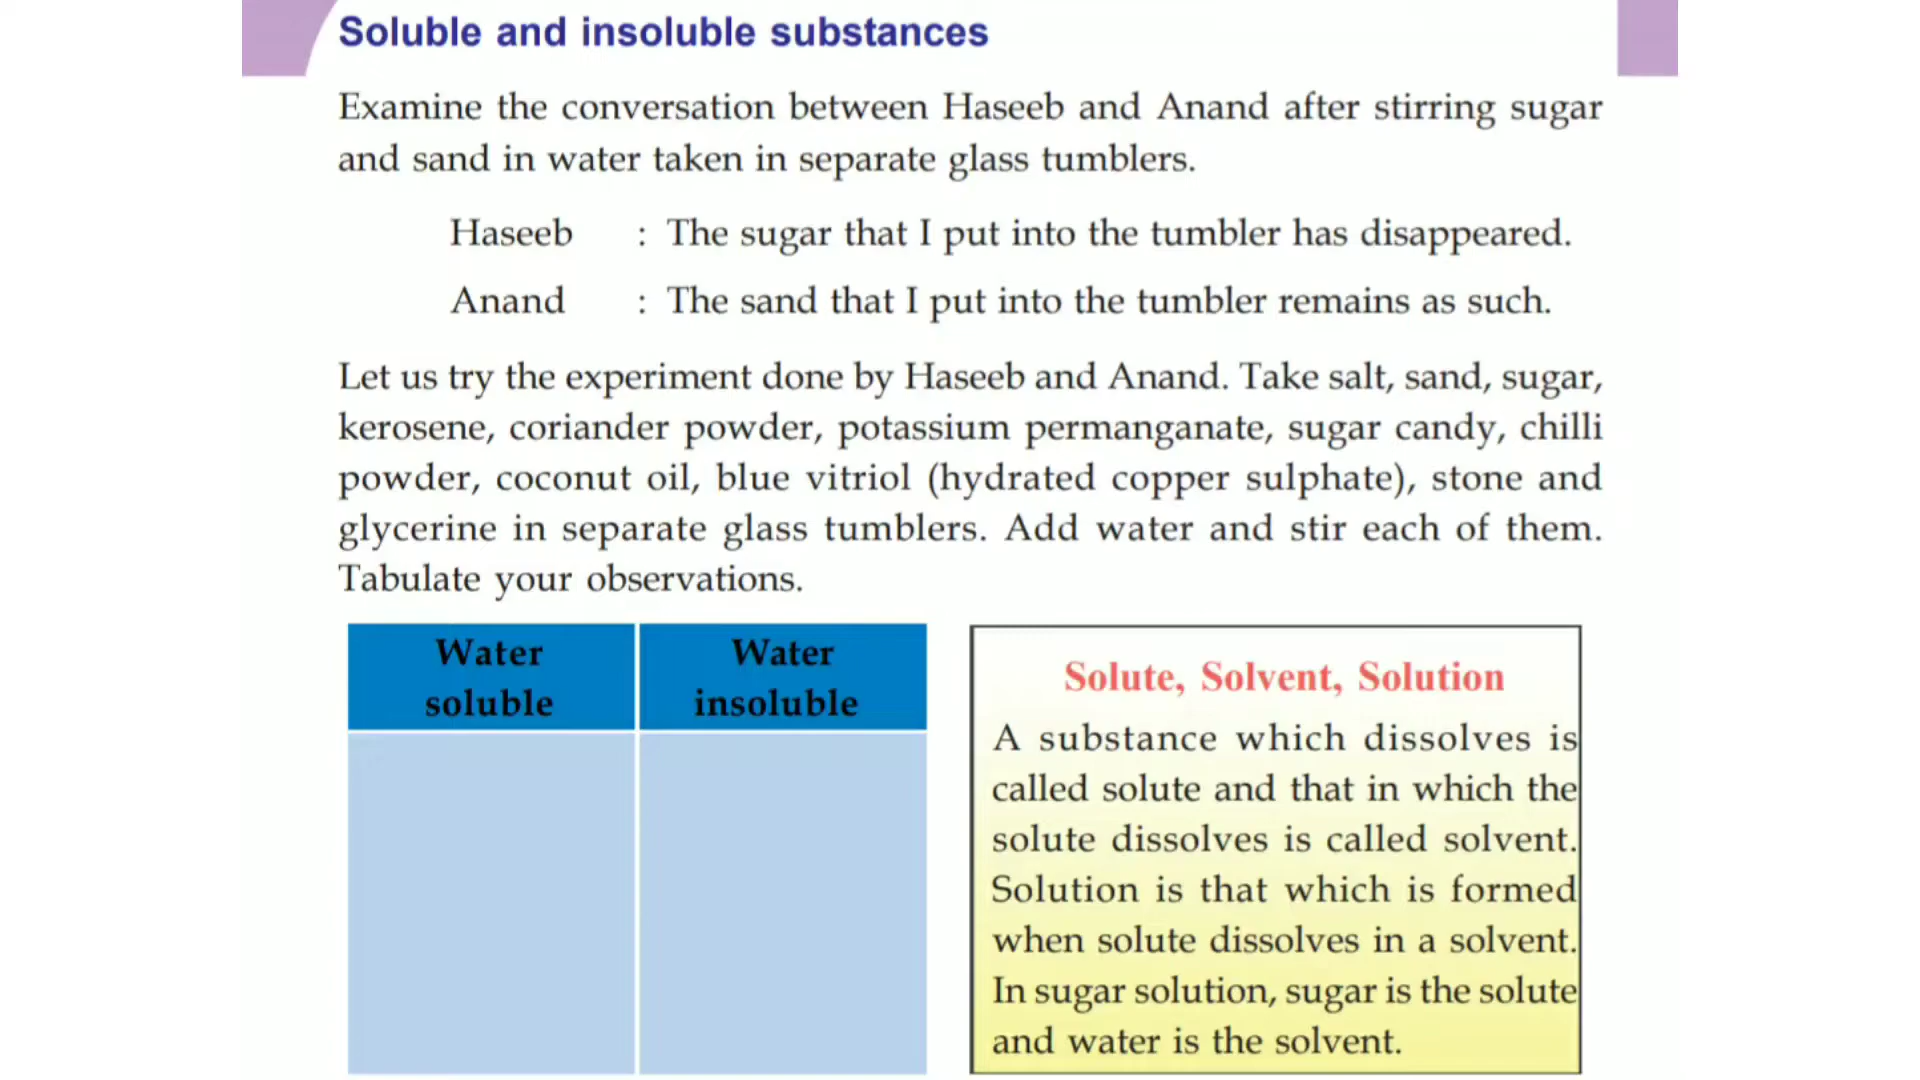 Soluble and insoluble substances
Examine the conversation between Haseeb and Anand after stirring sugar
and sand in water taken in separate glass tumblers.
Haseeb : The sugar that I put into the tumbler has disappeared.
Anand : The sand that I put into the tumbler remains as such.
Let us try the experiment done by Haseeb and Anand. Take salt, sand, sugar,
kerosene, coriander powder, potassium permanganate, sugar candy, chilli
powder, coconut oil, blue vitriol (hydrated copper sulphate), stone and
glycerine in separate glass tumblers. Add water and stir each of them.
Tabulate your observations.
Water
soluble
Water
insoluble
Solute, Solvent, Solution
A substance which dissolves is
called solute and that in which the
solute dissolves is called solvent.
Solution is that which is formed
when solute dissolves in a solvent.
In sugar solution, sugar is the solute
and water is the solvent.